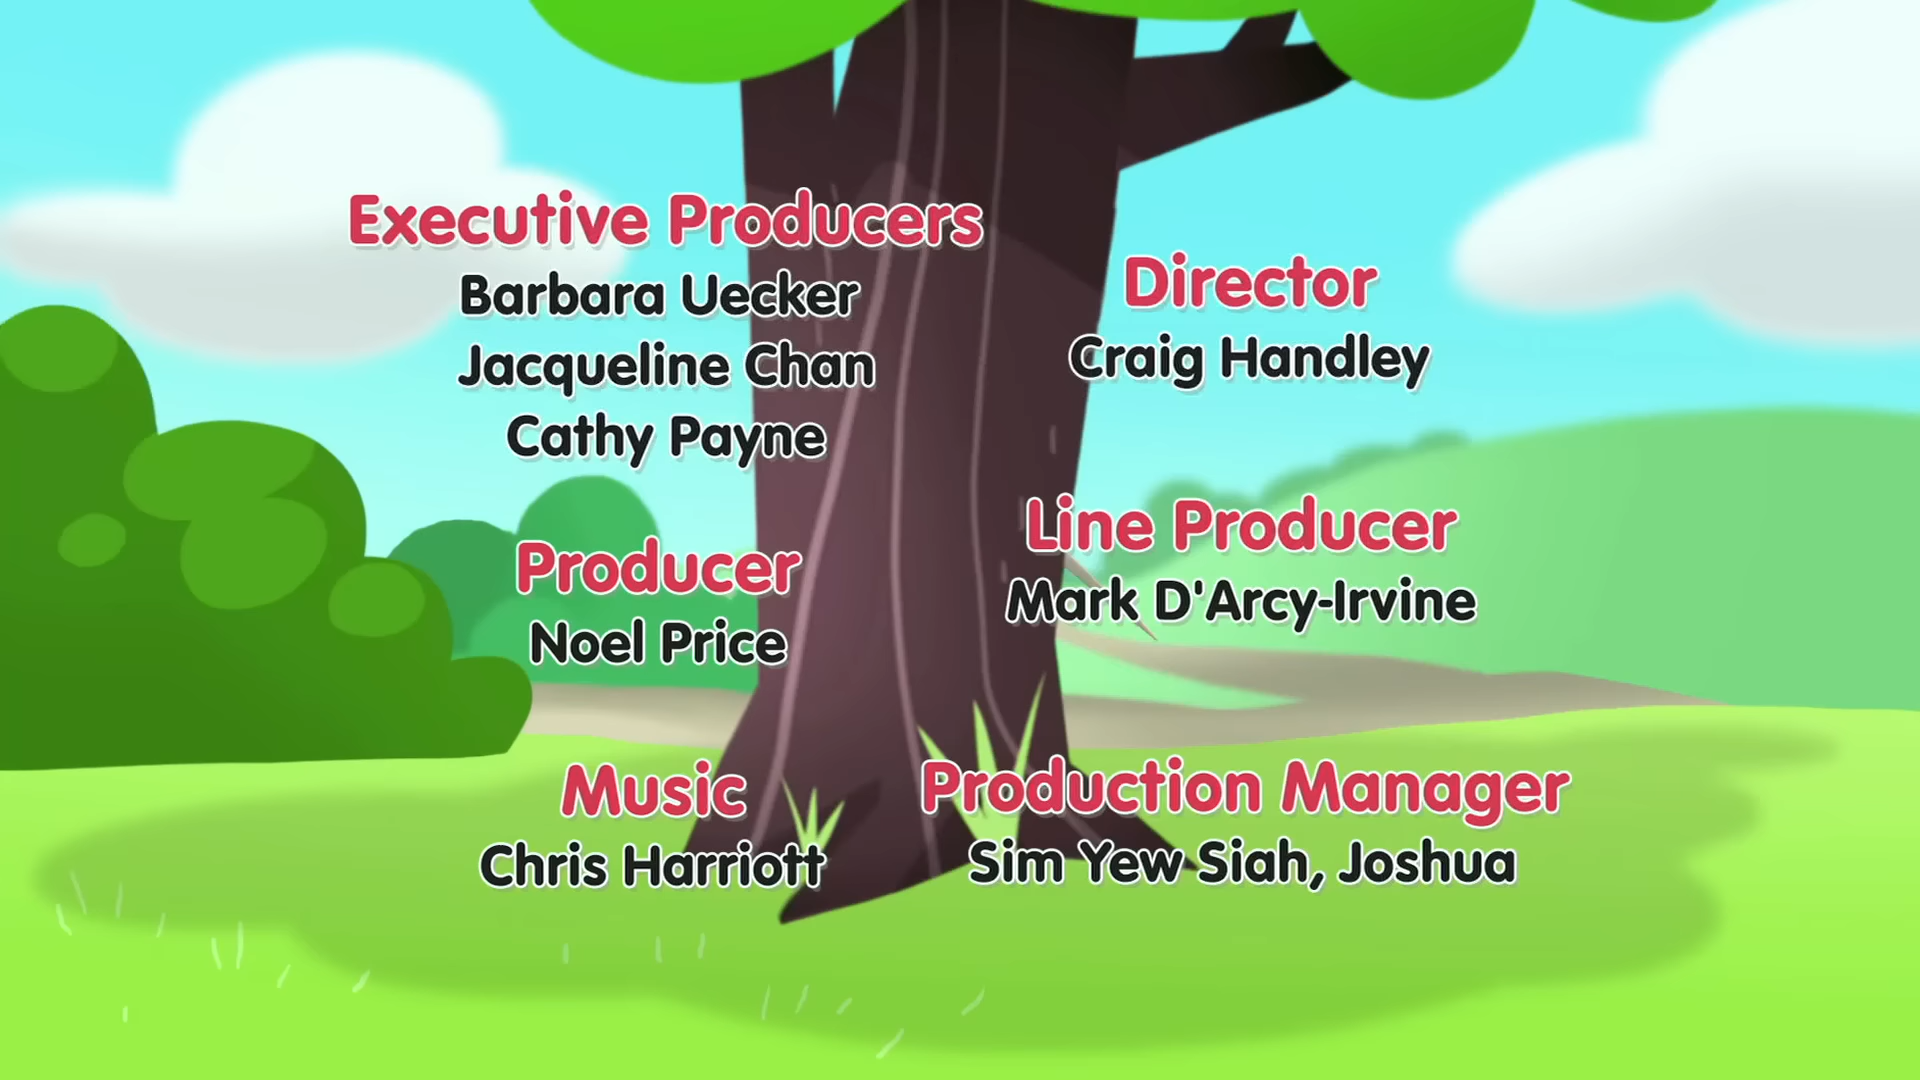 Executive Producers
Barbara Uecker
Jacqueline Chan
Cathy Payne
Producer
Noel Price
Music
Chris Harriott
Director
Craig Handley
Line Producer
Mark D'Arcy-Irvine
Production Manager
Sim Yew Siah, Joshua